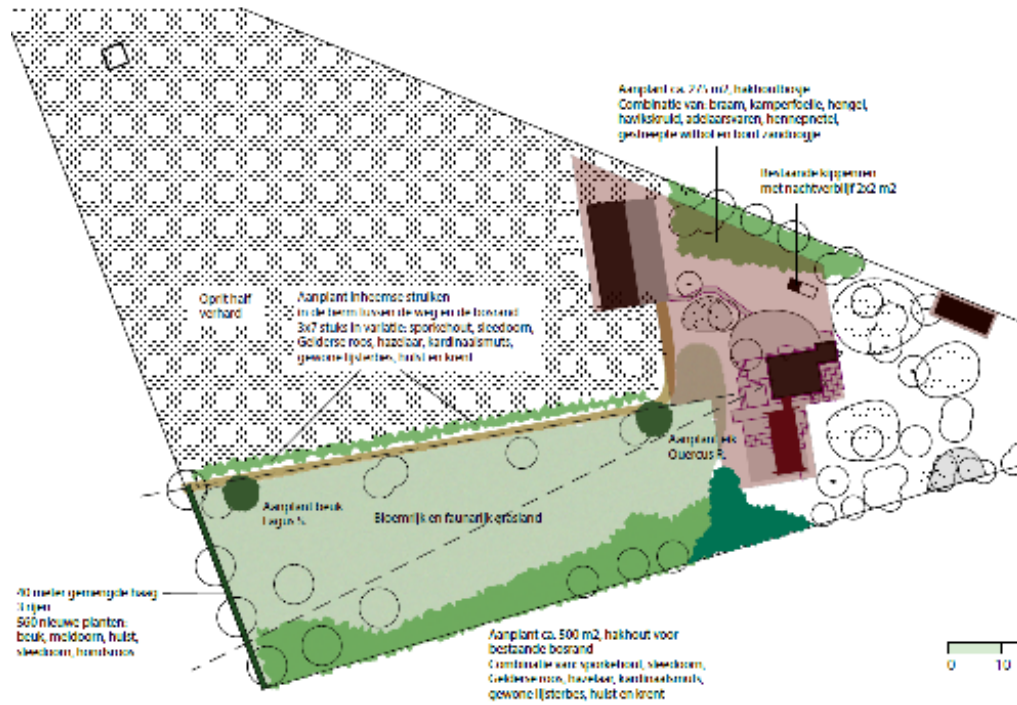 Aanplant ca. 275 m2, hakhoutbosje
Combinatie van: braam, kamperfoelie, hengel,
havikskruid, adelaarsvaren, hennepnetel,
gestreepte witbol en bont zandoogje
Bestaande kippenren
met nachtverblijf 2x2 m2
Oprit half
verhard
Aanplant inheemse struiken
in de berm tussen de weg en de bosrand
3x7 stuks in variatie: sporkehout, sleedoorn,
Gelderse roos, hazelaar, kardinaalsmuts,
gewone lijsterbes, hulst en krent
Aanplant eik
Quercus R.
Aanplant beuk
Fagus S.
Bloemrijk en faunarijk grasland
40 meter gemengde haag
3 rijen
560 nieuwe planten:
beuk, meidoorn, hulst,
sleedoorn, hondsroos
Aanplant ca. 500 m2, hakhout voor
bestaande bosrand
Combinatie van: sporkehout, sleedoorn,
Gelderse roos, hazelaar, kardinaalsmuts,
gewone lijsterbes, hulst en krent
0 10